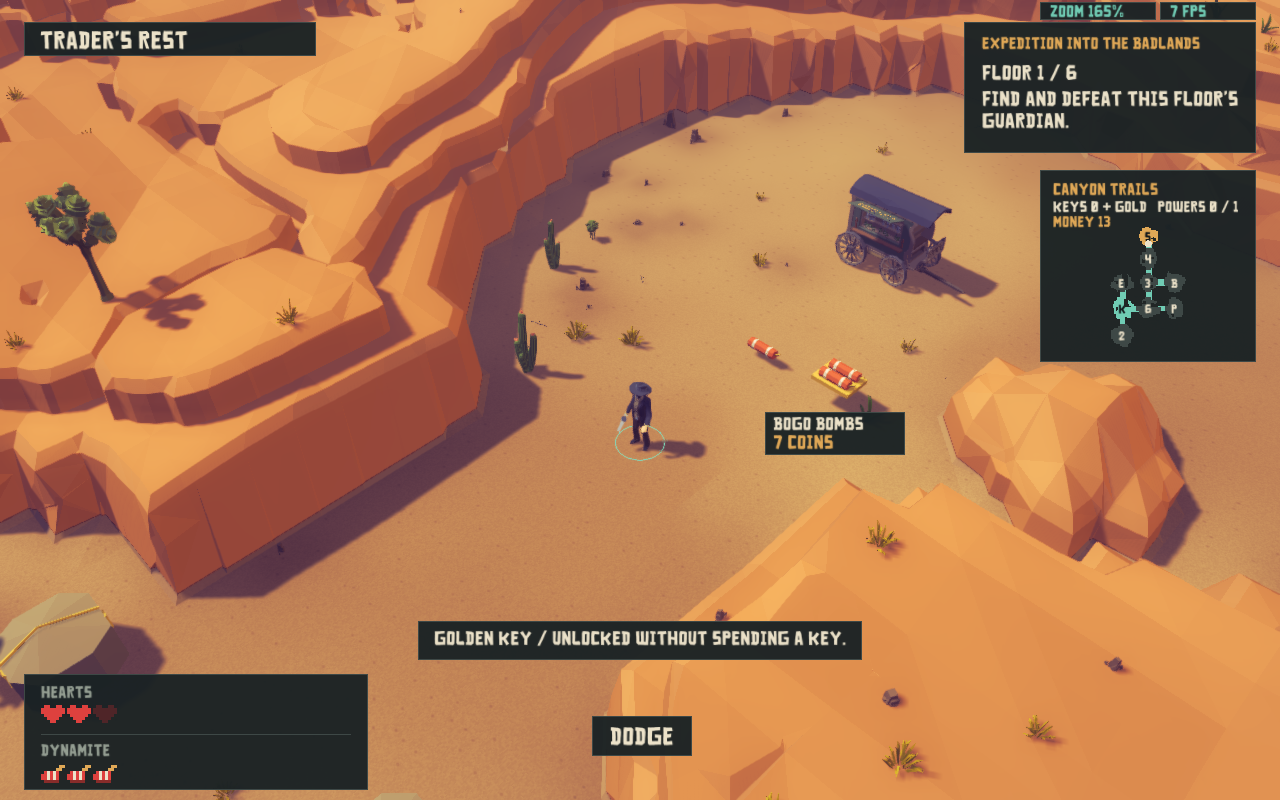 ZOOM 165%
7 FPS
TRADER'S REST
EXPEDITION INTO THE BADLANDS
FLOOR 1 / 6
FIND AND DEFEAT THIS FLOOR'S
GUARDIAN.
CANYON TRAILS
KEYS 0 + GOLD POWERS 0 / 1
MONEY 13
4
E 3 B
6 P
2
BOGO BOMBS
7 COINS
GOLDEN KEY / UNLOCKED WITHOUT SPENDING A KEY.
HEARTS
DODGE
DYNAMITE